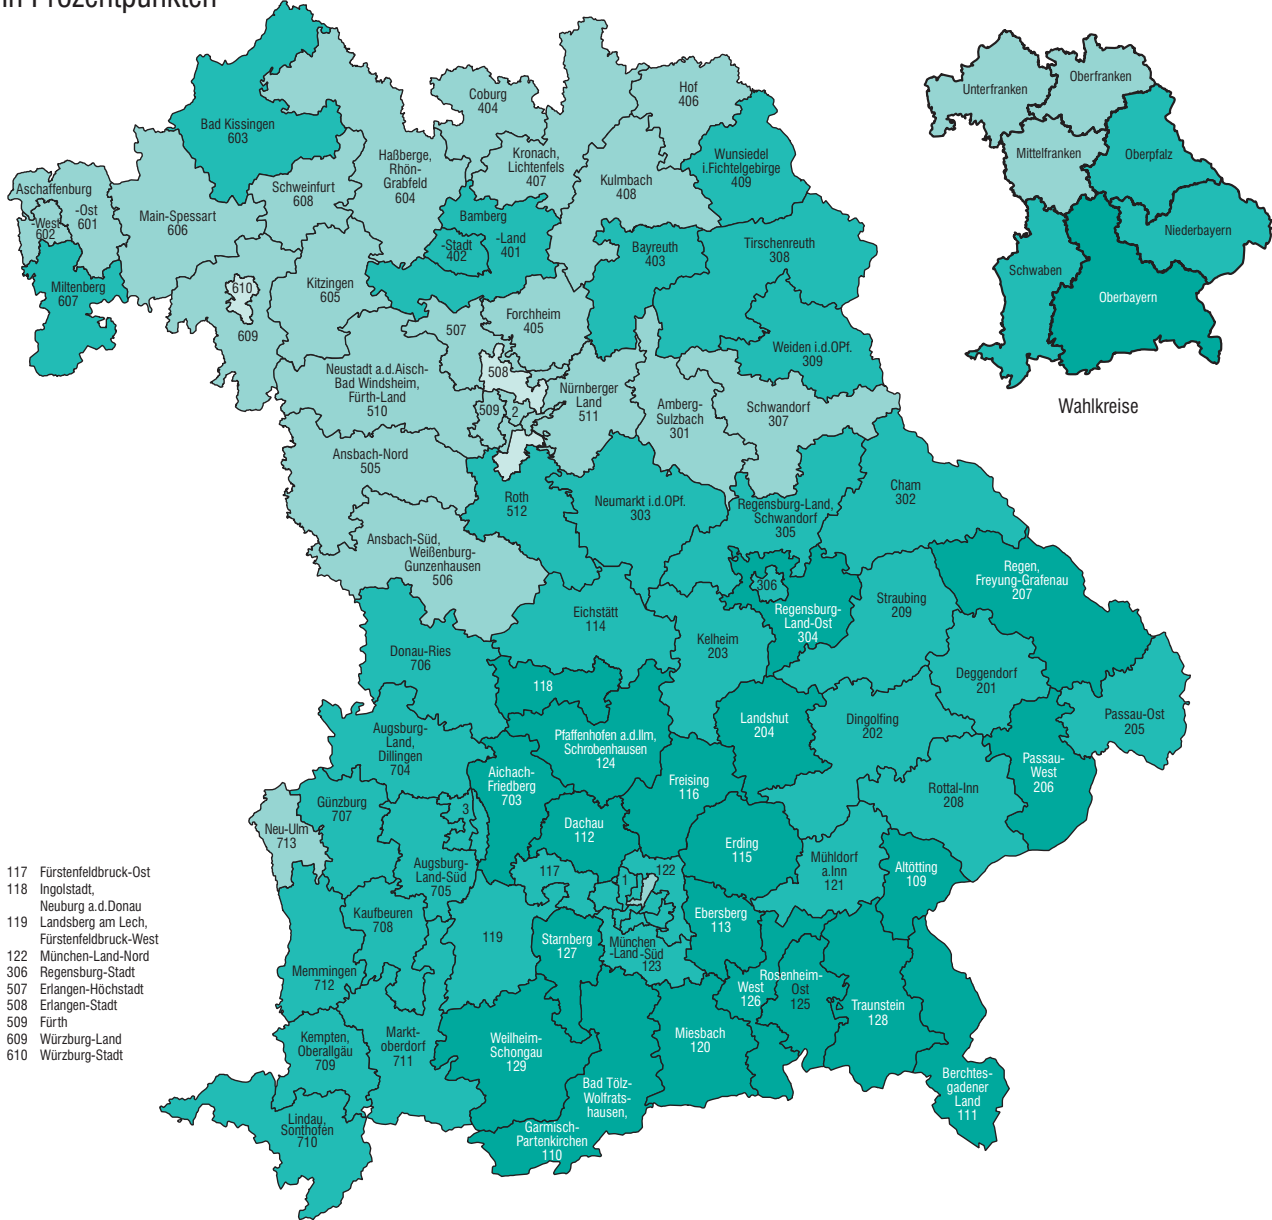 in Prozentpunkten
Coburg
404
Hof
406
Bad Kissingen
603
Haßberge,
Rhön-
Grabfeld
604
Kronach,
Lichtenfels
407
Kulmbach
408
Wunsiedel
i.Fichtelgebirge
409
Aschaffenburg
-Ost
601
-West
602
Main-Spessart
606
Schweinfurt
608
Bamberg
-Stadt
402
-Land
401
Bayreuth
403
Tirschenreuth
308
Miltenberg
607
610
609
Kitzingen
605
507
Forchheim
405
Weiden i.d.OPf.
309
Neustadt a.d.Aisch-
Bad Windsheim,
Fürth-Land
510
508
509
2
Nürnberger
Land
511
Amberg-
Sulzbach
301
Schwandorf
307
Ansbach-Nord
505
Roth
512
Neumarkt i.d.OPf.
303
Regensburg-Land,
Schwandorf
305
Cham
302
Ansbach-Süd,
Weißenburg-
Gunzenhausen
506
306
Regensburg-
Land-Ost
304
Straubing
209
Regen,
Freyung-Grafenau
207
Eichstätt
114
Kelheim
203
Donau-Ries
706
118
Deggendorf
201
Passau-Ost
205
Augsburg-
Land,
Dillingen
704
Pfaffenhofen a.d.Ilm,
Schrobenhausen
124
Landshut
204
Dingolfing
202
Aichach-
Friedberg
703
Freising
116
Passau-
West
206
Rottal-Inn
208
Günzburg
707
3
Neu-Ulm
713
Dachau
112
Erding
115
Mühldorf
a.Inn
121
Altötting
109
Augsburg-
Land-Süd
705
117
1
122
Kaufbeuren
708
119
Starnberg
127
München
-Land
-Süd
123
Ebersberg
113
Memmingen
712
Rosenheim-
West
126
Ost
125
Traunstein
128
Kempten,
Oberallgäu
709
Markt-
oberdorf
711
Weilheim-
Schongau
129
Miesbach
120
Bad Tölz-
Wolfrats-
hausen,
Garmisch-
Partenkirchen
110
Berchtes-
gadener
Land
111
Lindau,
Sonthofen
710
Unterfranken
Oberfranken
Mittelfranken
Oberpfalz
Niederbayern
Schwaben
Oberbayern
Wahlkreise
117 Fürstenfeldbruck-Ost
118 Ingolstadt,
Neuburg a.d.Donau
119 Landsberg am Lech,
Fürstenfeldbruck-West
122 München-Land-Nord
306 Regensburg-Stadt
507 Erlangen-Höchstadt
508 Erlangen-Stadt
509 Fürth
609 Würzburg-Land
610 Würzburg-Stadt